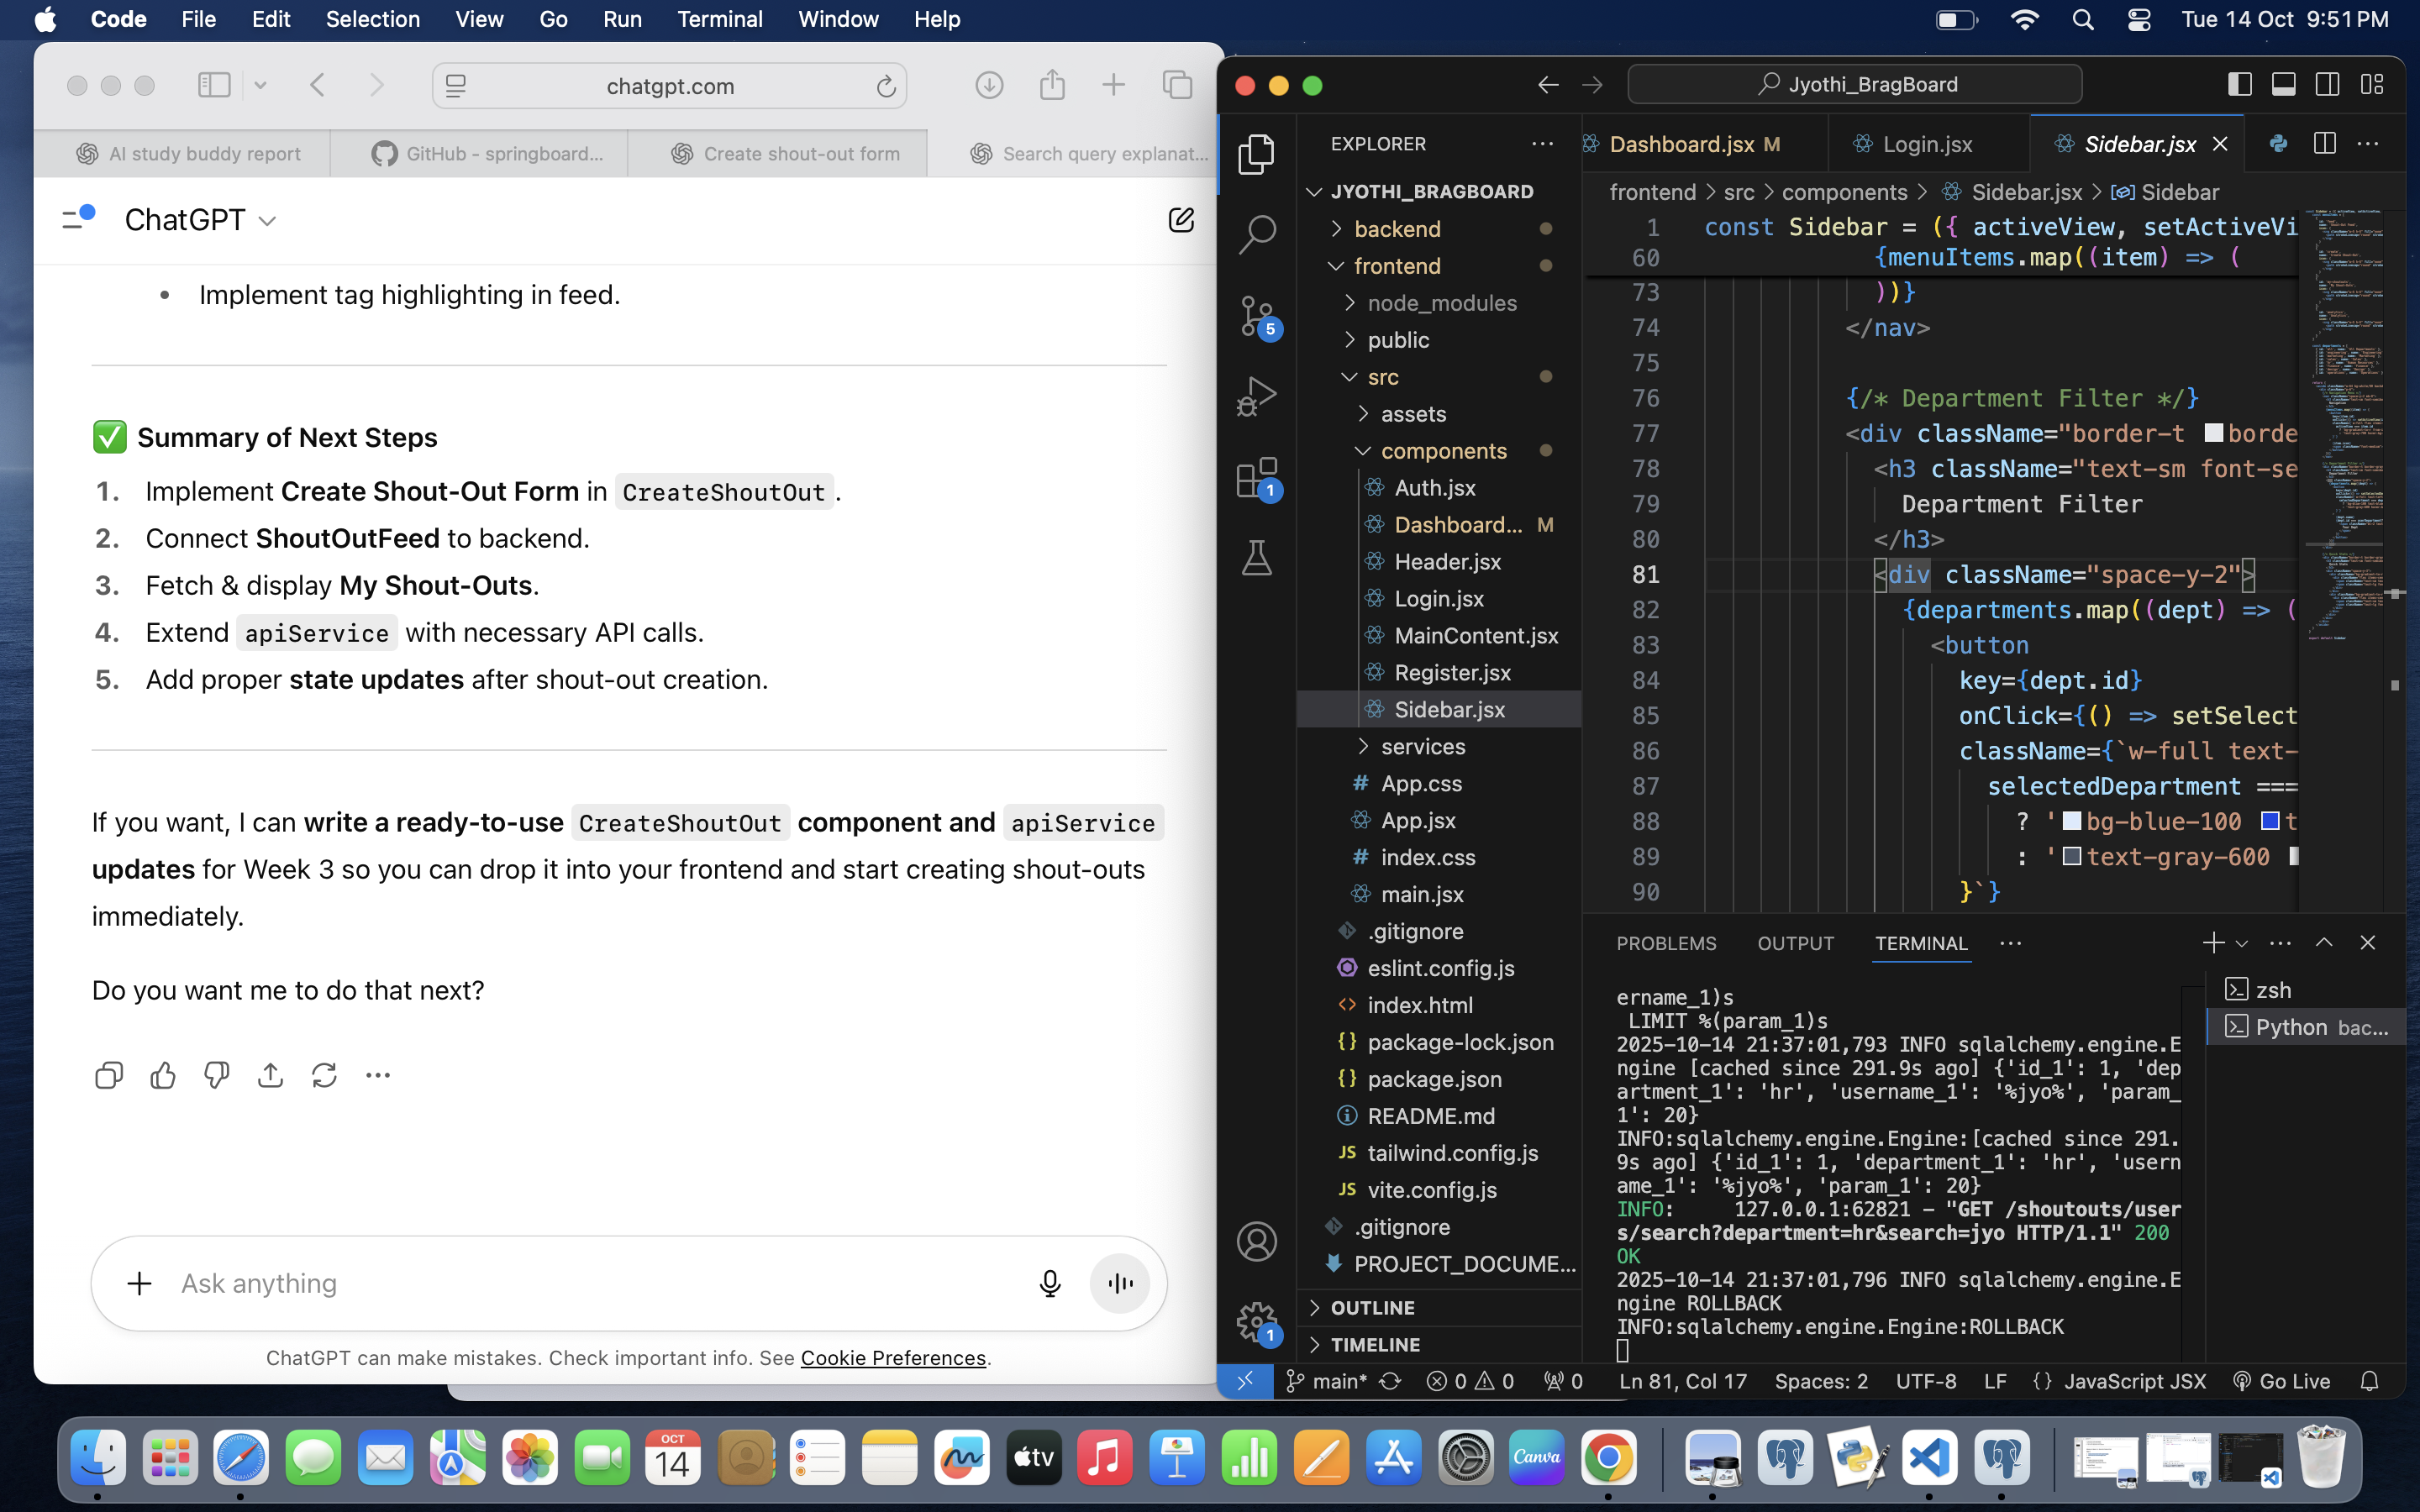 Code File Edit Selection View Go Run Terminal Window Help
Tue 14 Oct 9:51 PM
chatgpt.com
AI study buddy report
GitHub - springboard...
Create shout-out form
Search query explanat...
ChatGPT
• Implement tag highlighting in feed.
✅ Summary of Next Steps
1. Implement Create Shout-Out Form in CreateShoutOut.
2. Connect ShoutOutFeed to backend.
3. Fetch & display My Shout-Outs.
4. Extend apiService with necessary API calls.
5. Add proper state updates after shout-out creation.
If you want, I can write a ready-to-use CreateShoutOut component and apiService
updates for Week 3 so you can drop it into your frontend and start creating shout-outs
immediately.
Do you want me to do that next?
Ask anything
ChatGPT can make mistakes. Check important info. See Cookie Preferences.
Jyothi_BragBoard
EXPLORER
JYOTHI_BRAGBOARD
backend
frontend
node_modules
public
src
assets
components
Auth.jsx
Dashboard... M
Header.jsx
Login.jsx
MainContent.jsx
Register.jsx
Sidebar.jsx
services
App.css
App.jsx
index.css
main.jsx
.gitignore
eslint.config.js
index.html
package-lock.json
package.json
README.md
tailwind.config.js
vite.config.js
.gitignore
PROJECT_DOCUME...
OUTLINE
TIMELINE
5
1
1
Dashboard.jsx M
Login.jsx
Sidebar.jsx
frontend > src > components > Sidebar.jsx > Sidebar
1 const Sidebar = ({ activeView, setActiveVi
60 {menuItems.map((item) => (
73 ))}
74 </nav>
75
76 {/* Department Filter */}
77 <div className="border-t borde
78 <h3 className="text-sm font-se
79 Department Filter
80 </h3>
81 <div className="space-y-2">
82 {departments.map((dept) => (
83 <button
84 key={dept.id}
85 onClick={() => setSelect
86 className={`w-full text-
87 selectedDepartment ===
88 ? 'bg-blue-100 t
89 : 'text-gray-600
90 }`}
PROBLEMS OUTPUT TERMINAL
zsh
Python bac...
ername_1)s
LIMIT %(param_1)s
2025-10-14 21:37:01,793 INFO sqlalchemy.engine.E
ngine [cached since 291.9s ago] {'id_1': 1, 'dep
artment_1': 'hr', 'username_1': '%jyo%', 'param_
1': 20}
INFO:sqlalchemy.engine.Engine:[cached since 291.
9s ago] {'id_1': 1, 'department_1': 'hr', 'usern
ame_1': '%jyo%', 'param_1': 20}
INFO: 127.0.0.1:62821 - "GET /shoutouts/user
s/search?department=hr&search=jyo HTTP/1.1" 200
OK
2025-10-14 21:37:01,796 INFO sqlalchemy.engine.E
ngine ROLLBACK
INFO:sqlalchemy.engine.Engine:ROLLBACK
main* 0 0 0 Ln 81, Col 17 Spaces: 2 UTF-8 LF {} JavaScript JSX Go Live
OCT
14
tv
Canva